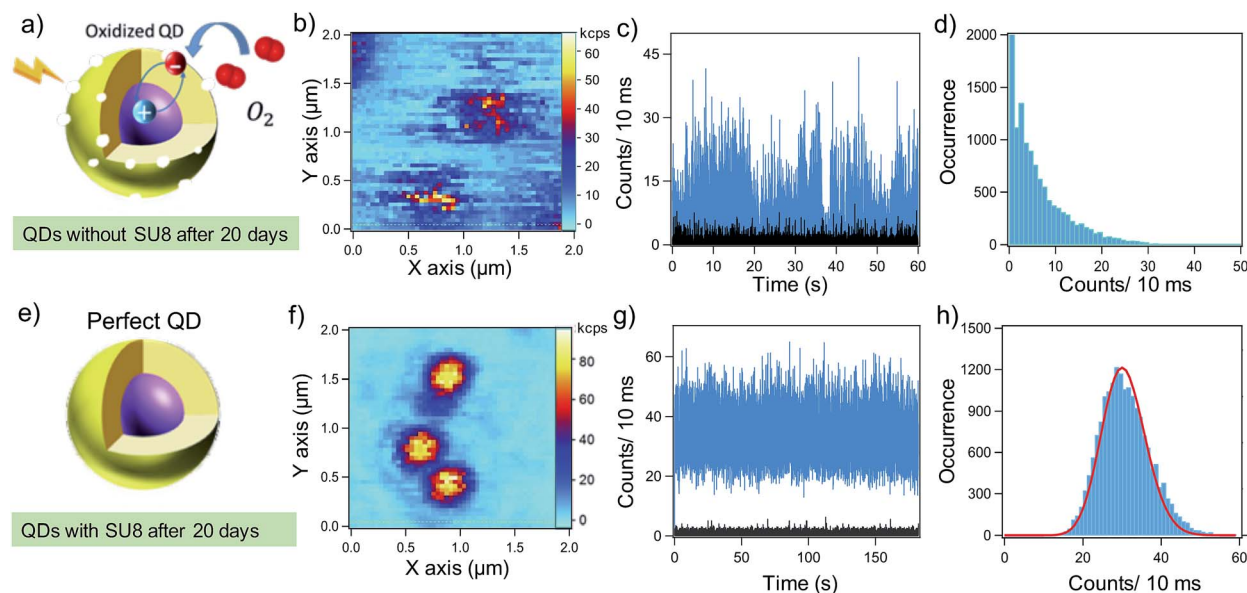 a)
Oxidized QD
-
+
O2
QDs without SU8 after 20 days
b)
kcps
60
50
40
30
20
10
0
Y axis (μm)
2.0
1.5
1.0
0.5
0.0
0.0 0.5 1.0 1.5 2.0
X axis (μm)
c)
Counts/ 10 ms
45
30
15
0
0 10 20 30 40 50 60
Time (s)
d)
Occurrence
2000
1500
1000
500
0
0 10 20 30 40 50
Counts/ 10 ms
e)
Perfect QD
QDs with SU8 after 20 days
f)
kcps
80
60
40
20
0
Y axis (μm)
2.0
1.5
1.0
0.5
0.0
0.0 0.5 1.0 1.5 2.0
X axis (μm)
g)
Counts/ 10 ms
60
40
20
0
0 50 100 150
Time (s)
h)
Occurrence
1500
1200
900
600
300
0
0 20 40 60
Counts/ 10 ms